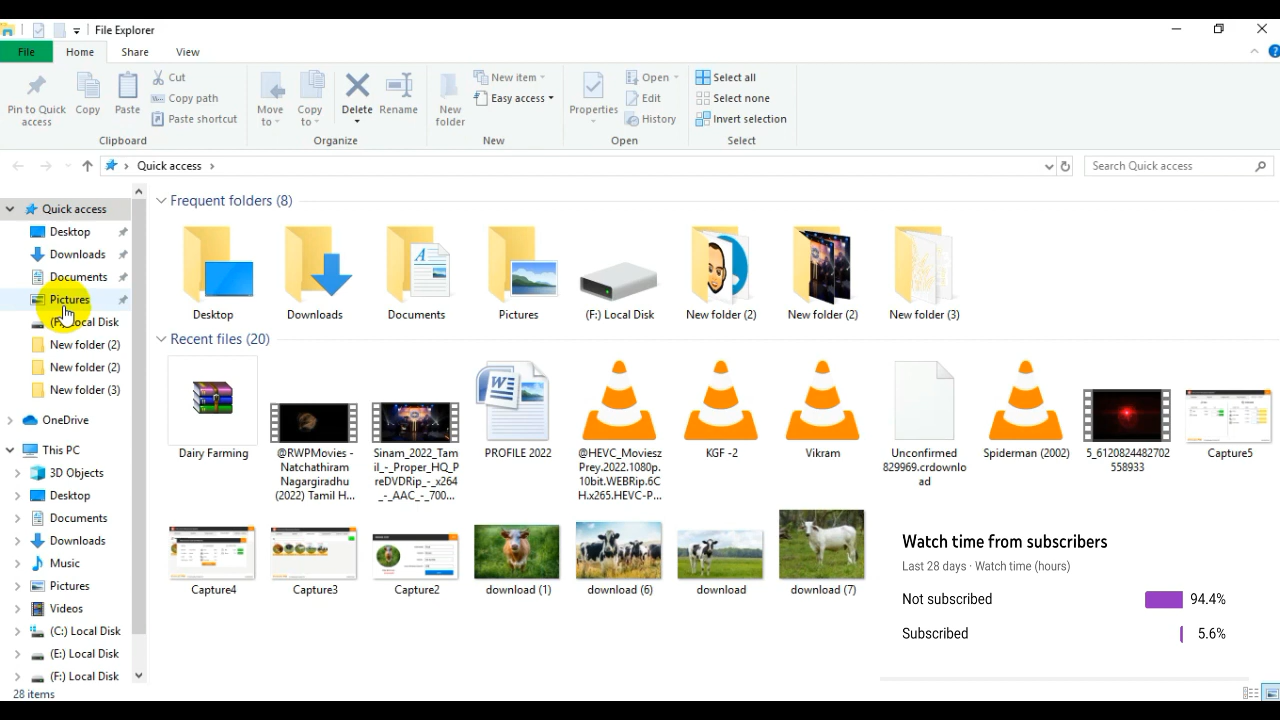 File Explorer
File
Home
Share
View
Pin to Quick access
Copy
Paste
Cut
Copy path
Paste shortcut
Clipboard
Move to
Copy to
Delete
Rename
Organize
New folder
New item
Easy access
New
Properties
Open
Edit
History
Open
Select all
Select none
Invert selection
Select
Quick access
Search Quick access
Quick access
Desktop
Downloads
Documents
Pictures
(F:) Local Disk
New folder (2)
New folder (2)
New folder (3)
OneDrive
This PC
3D Objects
Desktop
Documents
Downloads
Music
Pictures
Videos
(C:) Local Disk
(E:) Local Disk
(F:) Local Disk
Frequent folders (8)
Desktop
Downloads
Documents
Pictures
(F:) Local Disk
New folder (2)
New folder (2)
New folder (3)
Recent files (20)
Dairy Farming
@RWPMovies -
Natchathiram
Nagargiradhu
(2022) Tamil H...
Sinam_2022_Tam
il_-_Proper_HQ_P
reDVDRip_-_x264
_-_AAC_-_700...
PROFILE 2022
@HEVC_Moviesz
Prey.2022.1080p.
10bit.WEBRip.6C
H.x265.HEVC-P...
KGF -2
Vikram
Unconfirmed
829969.crdownlo
ad
Spiderman (2002)
5_6120824482702
558933
Capture5
Capture4
Capture3
Capture2
download (1)
download (6)
download
download (7)
Watch time from subscribers
Last 28 days · Watch time (hours)
Not subscribed 94.4%
Subscribed 5.6%
28 items